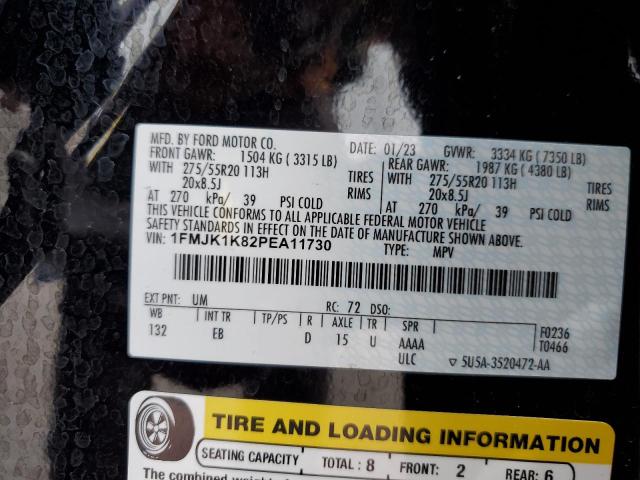 MFD. BY FORD MOTOR CO.
DATE: 01/23 GVWR: 3334 KG ( 7350 LB)
FRONT GAWR: 1504 KG ( 3315 LB)
REAR GAWR: 1987 KG ( 4380 LB)
WITH 275/55R20 113H TIRES
WITH 275/55R20 113H TIRES
20x8.5J RIMS
20x8.5J RIMS
AT 270 kPa/ 39 PSI COLD
AT 270 kPa/ 39 PSI COLD
THIS VEHICLE CONFORMS TO ALL APPLICABLE FEDERAL MOTOR VEHICLE
SAFETY STANDARDS IN EFFECT ON THE DATE OF MANUFACTURE SHOWN ABOVE.
VIN: 1FMJK1K82PEA11730
TYPE: MPV
EXT PNT: UM RC: 72 DSO:
WB INT TR TP/PS R AXLE TR SPR F0236
132 EB D 15 U AAAA T0466
ULC ▽ 5U5A-3520472-AA
TIRE AND LOADING INFORMATION
SEATING CAPACITY TOTAL : 8 FRONT: 2 REAR: 6
The combined